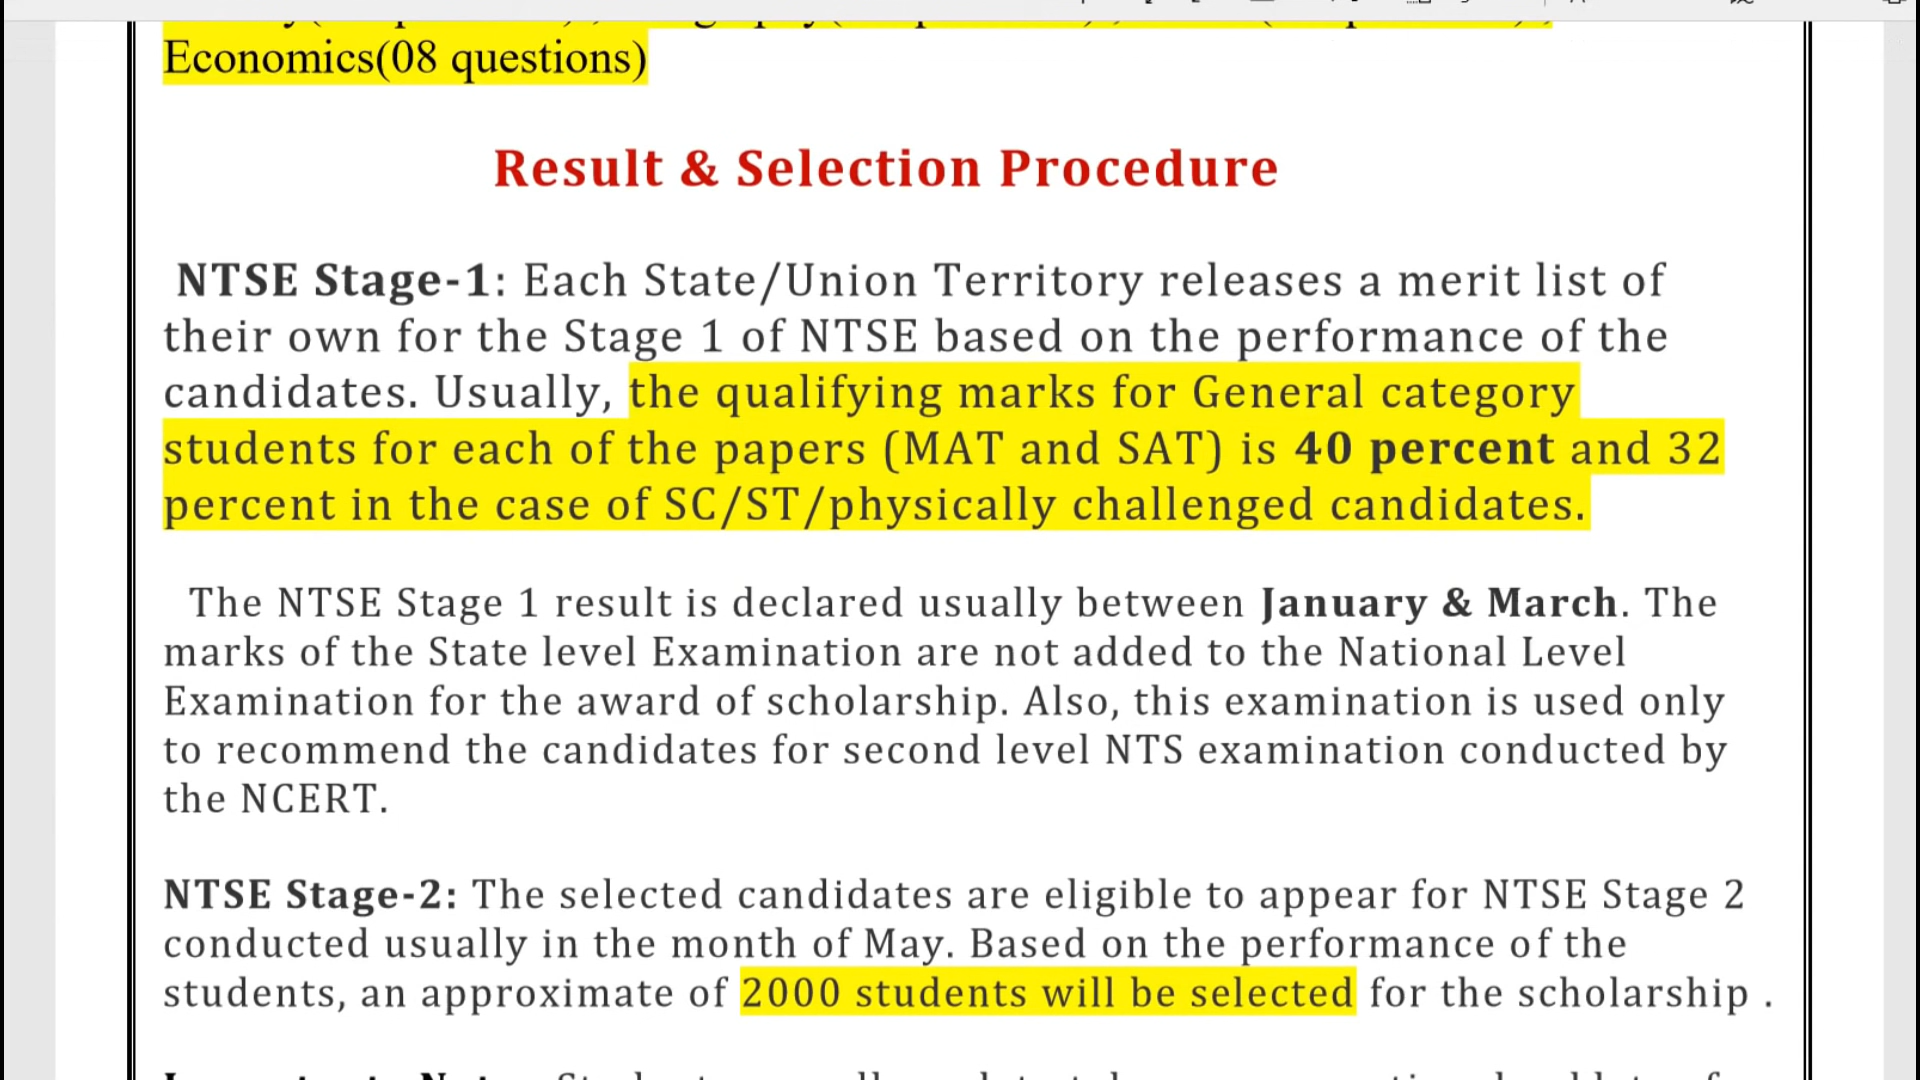 Economics(08 questions)
Result & Selection Procedure
NTSE Stage-1: Each State/Union Territory releases a merit list of
their own for the Stage 1 of NTSE based on the performance of the
candidates. Usually, the qualifying marks for General category
students for each of the papers (MAT and SAT) is 40 percent and 32
percent in the case of SC/ST/physically challenged candidates.
The NTSE Stage 1 result is declared usually between January & March. The
marks of the State level Examination are not added to the National Level
Examination for the award of scholarship. Also, this examination is used only
to recommend the candidates for second level NTS examination conducted by
the NCERT.
NTSE Stage-2: The selected candidates are eligible to appear for NTSE Stage 2
conducted usually in the month of May. Based on the performance of the
students, an approximate of 2000 students will be selected for the scholarship .